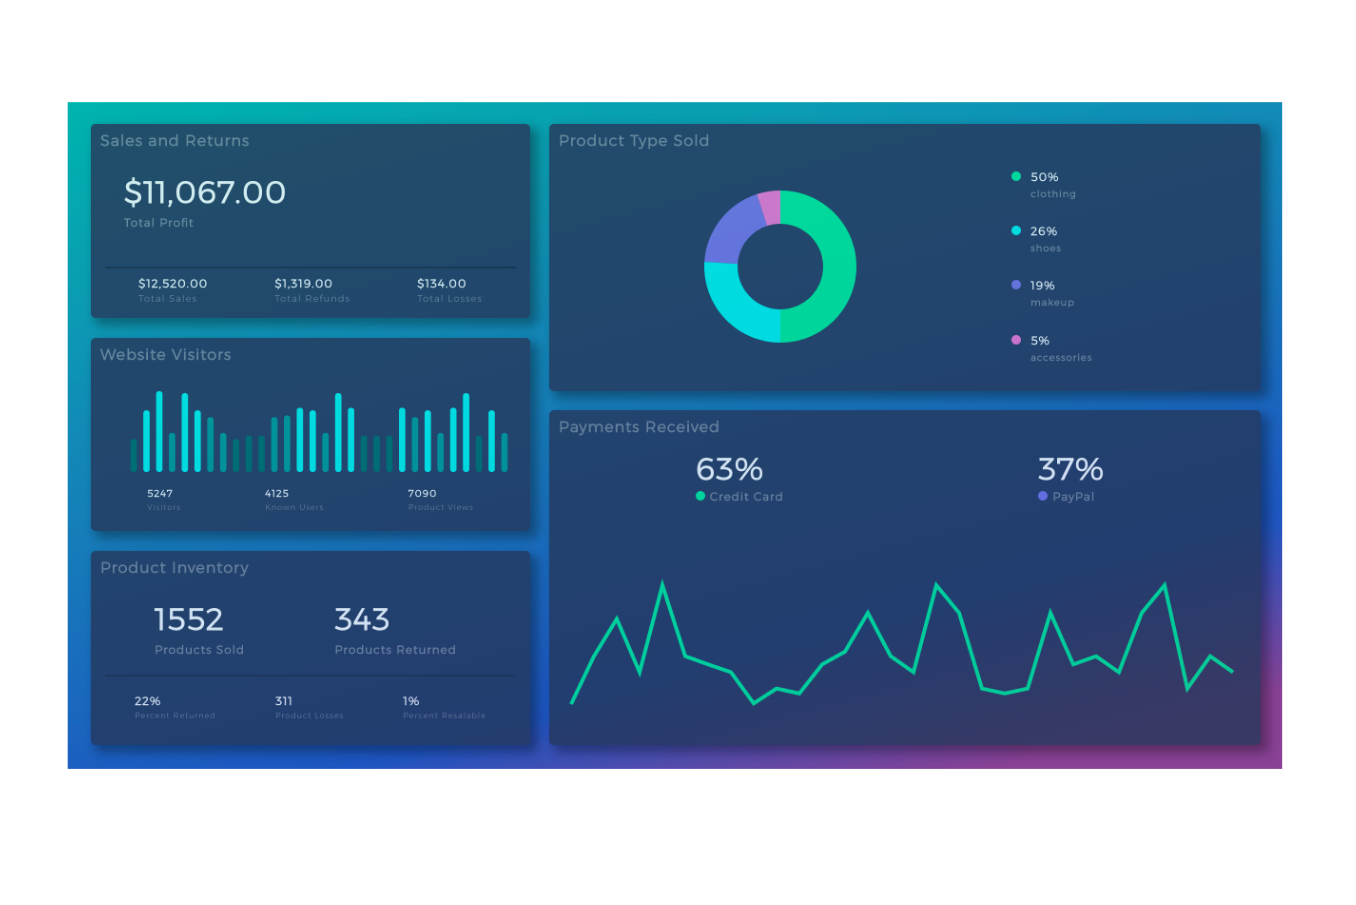 Sales and Returns
$11,067.00
Total Profit
$12,520.00 $1,319.00 $134.00
Total Sales Total Refunds Total Losses
Website Visitors
5247 4125 7090
Visitors Known Users Product Views
Product Inventory
1552 343
Products Sold Products Returned
22% 311 1%
Percent Returned Product Losses Percent Resalable
Product Type Sold
50%
clothing
26%
shoes
19%
makeup
5%
accessories
Payments Received
63% 37%
Credit Card PayPal